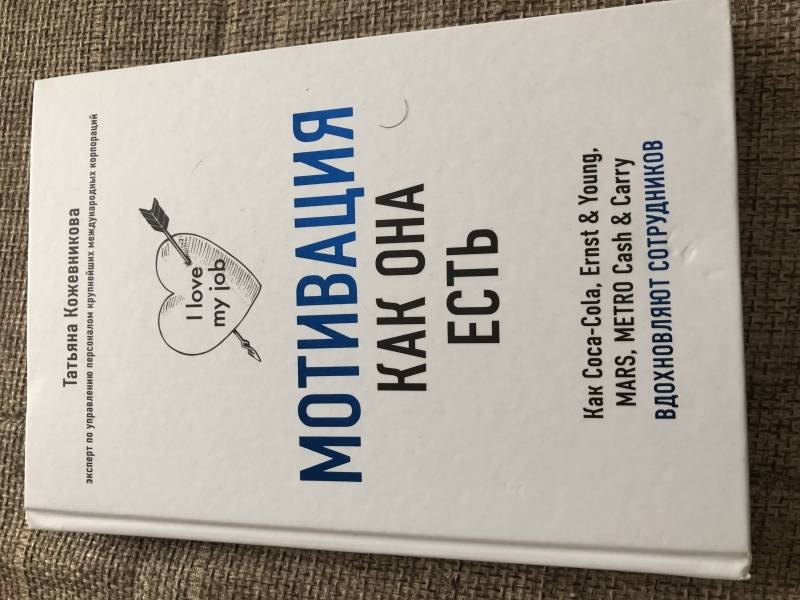 Татьяна Кожевникова
эксперт по управлению персоналом крупнейших международных корпораций
I love
my job
МОТИВАЦИЯ
КАК ОНА
ЕСТЬ
Как Coca-Cola, Ernst & Young,
MARS, METRO Cash & Carry
ВДОХНОВЛЯЮТ СОТРУДНИКОВ